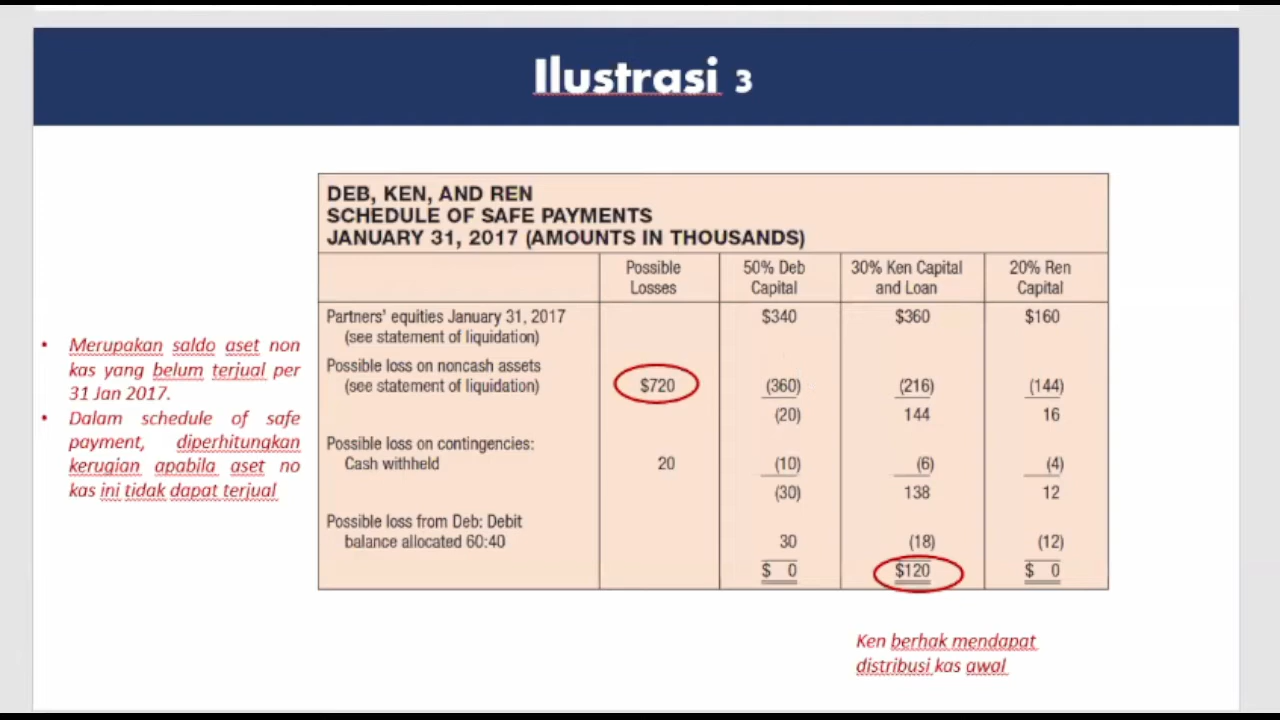 Ilustrasi 3
DEB, KEN, AND REN
SCHEDULE OF SAFE PAYMENTS
JANUARY 31, 2017 (AMOUNTS IN THOUSANDS)
Possible Losses 50% Deb Capital 30% Ken Capital and Loan 20% Ren Capital
Partners' equities January 31, 2017
(see statement of liquidation) $340 $360 $160
Possible loss on noncash assets
(see statement of liquidation) $720 (360) (216) (144)
(20) 144 16
Possible loss on contingencies:
Cash withheld 20 (10) (6) (4)
(30) 138 12
Possible loss from Deb: Debit
balance allocated 60:40 30 (18) (12)
$ 0 $120 $ 0
• Merupakan saldo aset non
kas yang belum terjual per
31 Jan 2017.
• Dalam schedule of safe
payment, diperhitungkan
kerugian apabila aset no
kas ini tidak dapat terjual
Ken berhak mendapat
distribusi kas awal